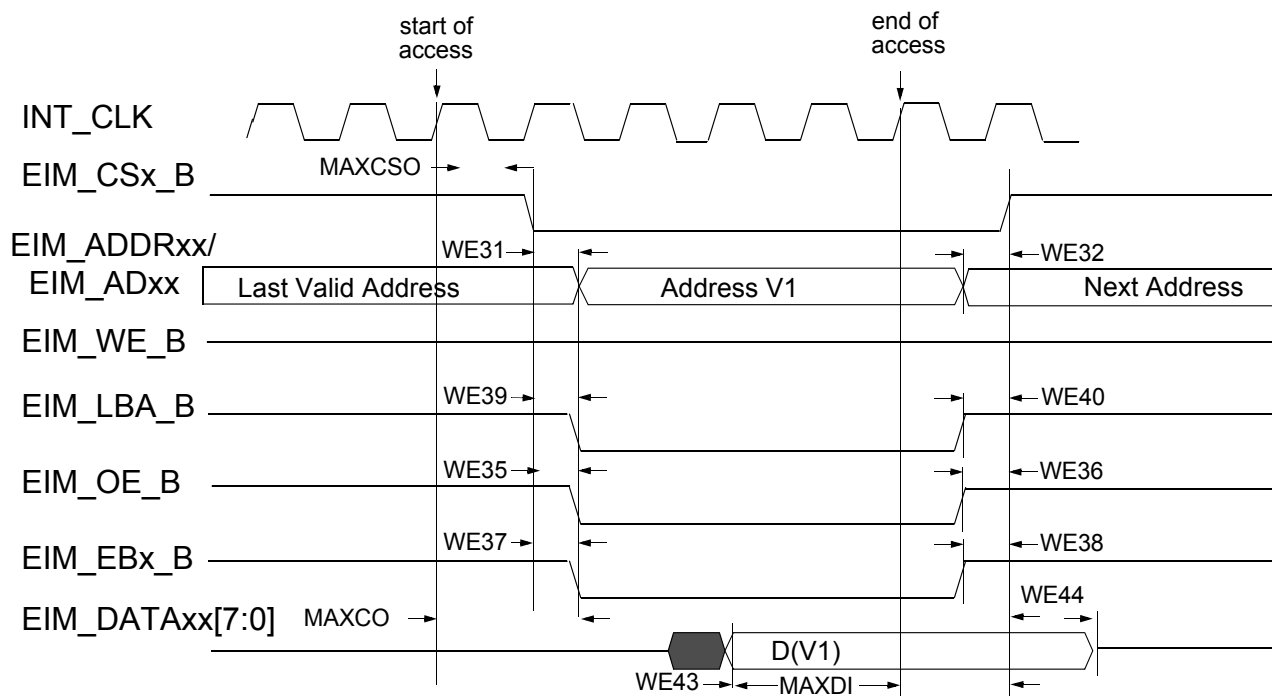 start of
access
end of
access
INT_CLK
MAXCSO
EIM_CSx_B
EIM_ADDRxx/
EIM_ADxx
WE31
WE32
Last Valid Address
Address V1
Next Address
EIM_WE_B
EIM_LBA_B
WE39
WE40
EIM_OE_B
WE35
WE36
EIM_EBx_B
WE37
WE38
EIM_DATAxx[7:0]
MAXCO
WE44
D(V1)
WE43
MAXDI